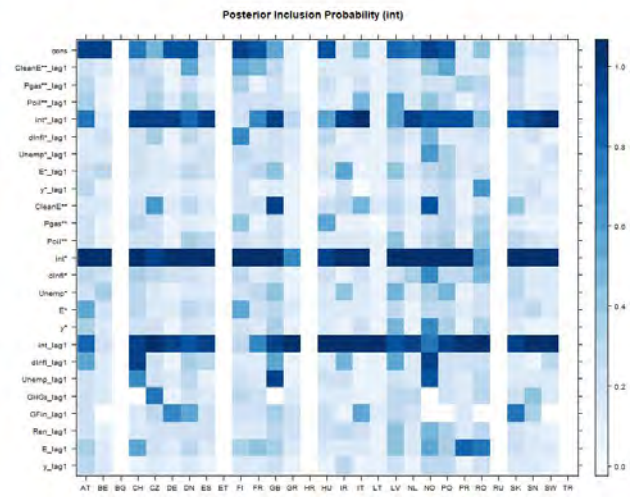 Posterior Inclusion Probability (int)
cons
CleanE**_lag1
Pgas**_lag1
Poil**_lag1
int*_lag1
dInfl*_lag1
Unemp*_lag1
E*_lag1
y*_lag1
CleanE**
Pgas**
Poil**
int*
dInfl*
Unemp*
E*
y*
int_lag1
dInfl_lag1
Unemp_lag1
GHGs_lag1
GFin_lag1
Ren_lag1
E_lag1
y_lag1
AT BE BG CH CZ DE DN ES ET FI FR GB GR HR HU IR IT LT LV NL NO PO PR RO RU SK SN SW TR
1.0
0.8
0.6
0.4
0.2
0.0